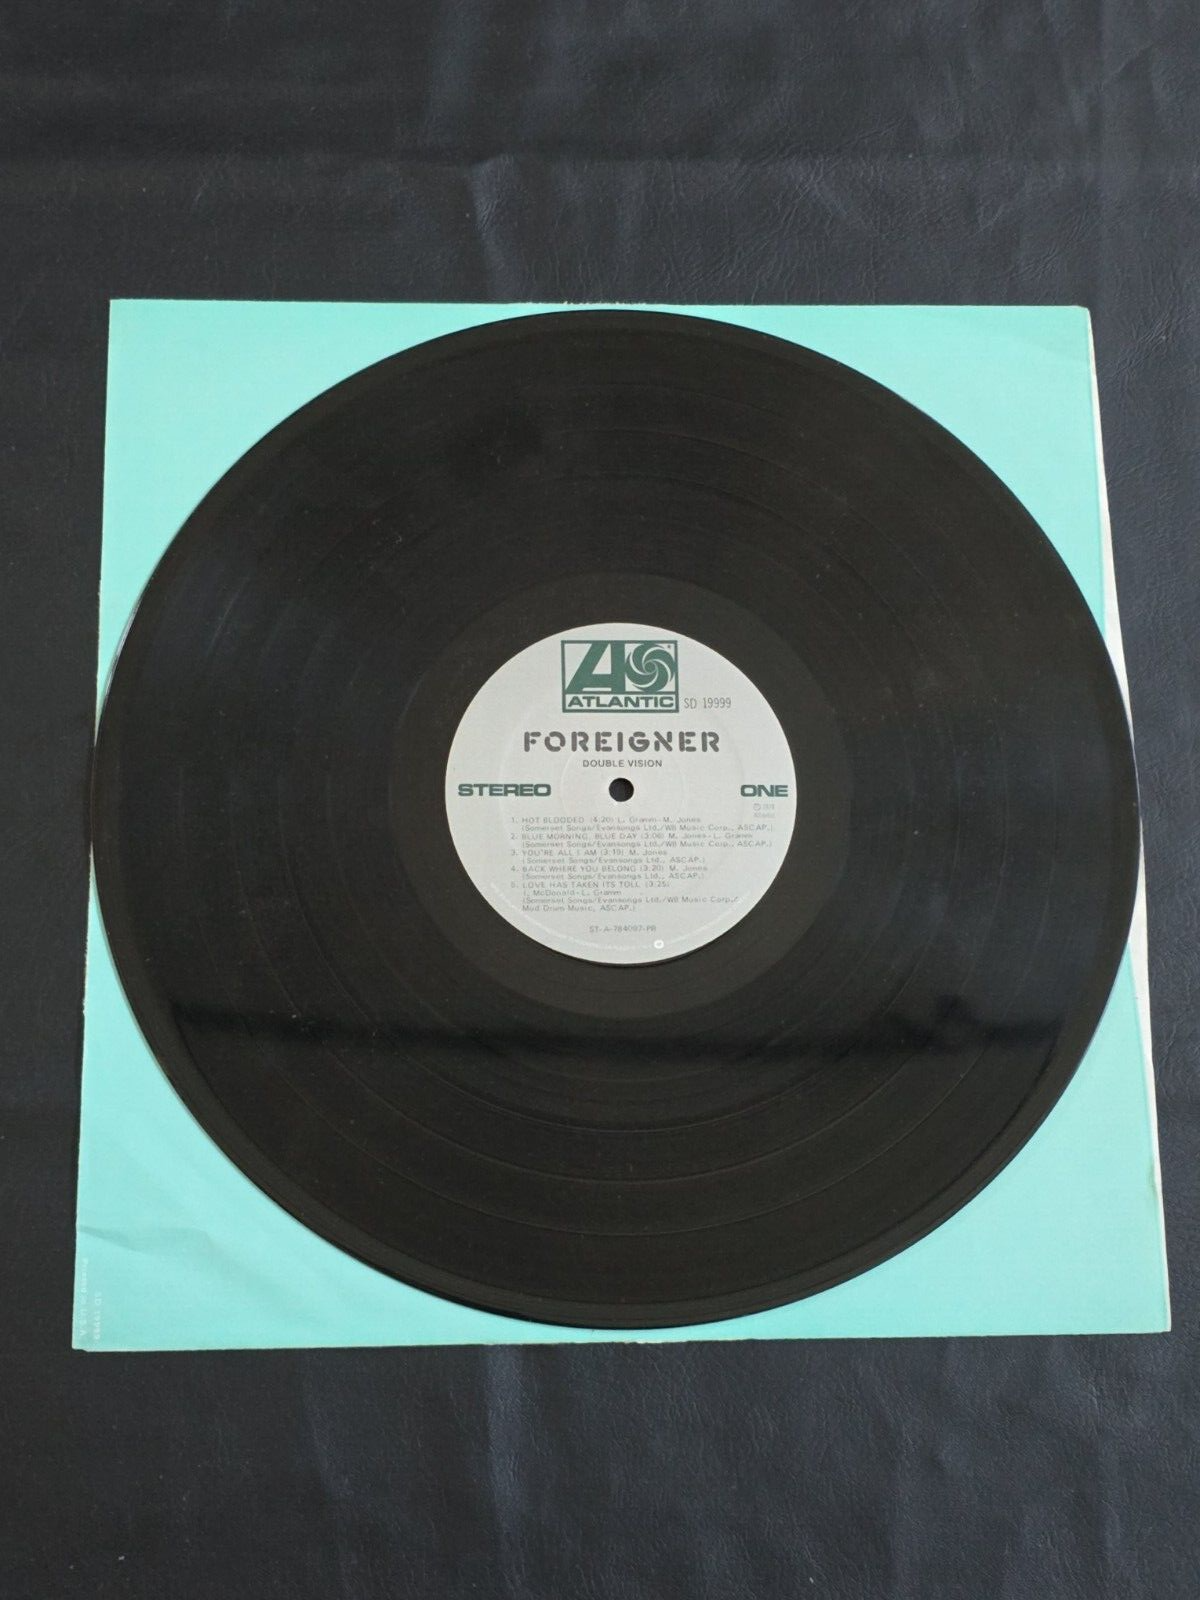 ATLANTIC
SD 19999
FOREIGNER
DOUBLE VISION
STEREO
ONE
℗ 1978
1. HOT BLOODED (4:20) L. Gramm-M. Jones
(Somerset Songs/Evansongs Ltd./WB Music Corp., ASCAP.)
2. BLUE MORNING, BLUE DAY (3:06) M. Jones-L. Gramm
(Somerset Songs/Evansongs Ltd./WB Music Corp., ASCAP.)
3. YOU'RE ALL I AM (3:19) M. Jones
(Somerset Songs/Evansongs Ltd., ASCAP.)
4. BACK WHERE YOU BELONG (3:20) M. Jones
(Somerset Songs/Evansongs Ltd., ASCAP.)
5. LOVE HAS TAKEN ITS TOLL (3:25)
I. McDonald-L. Gramm
(Somerset Songs/Evansongs Ltd./WB Music Corp./
Mud Drum Music, ASCAP.)
ST-A-784097-PR
SD 19999